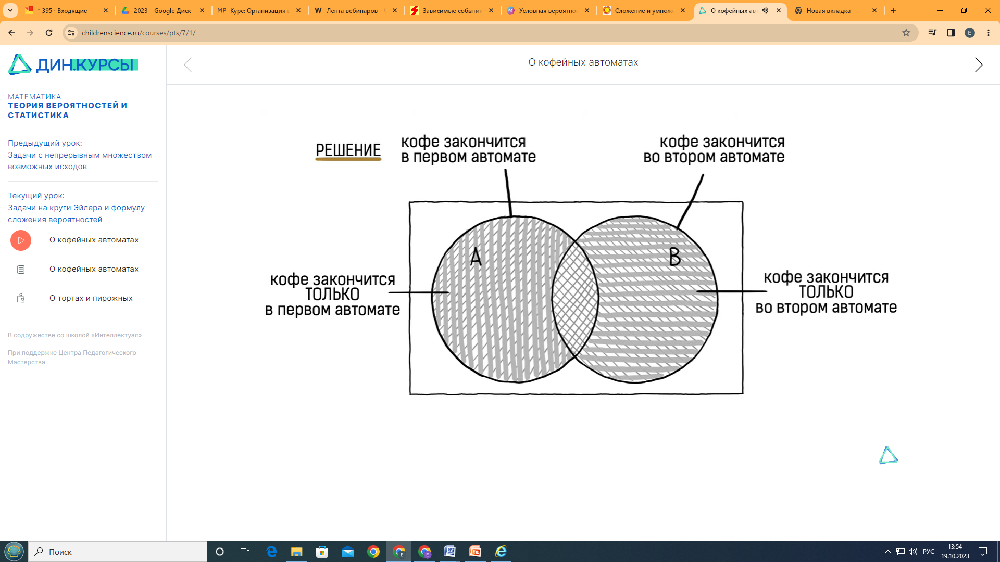 * 395 · Входящие —
2023 – Google Диск
MP Курс: Организация в
W Лента вебинаров -
Зависимые события
Условная вероятнос
Сложение и умноже
О кофейных авт
Новая вкладка
childrenscience.ru/courses/pts/7/1/
E
ДИН.КУРСЫ
МАТЕМАТИКА
ТЕОРИЯ ВЕРОЯТНОСТЕЙ И
СТАТИСТИКА
Предыдущий урок:
Задачи с непрерывным множеством
возможных исходов
Текущий урок:
Задачи на круги Эйлера и формулу
сложения вероятностей
О кофейных автоматах
О кофейных автоматах
О тортах и пирожных
В содружестве со школой «Интеллектуал»
При поддержке Центра Педагогического
Мастерства
О кофейных автоматах
РЕШЕНИЕ
кофе закончится
в первом автомате
кофе закончится
во втором автомате
A
B
кофе закончится
ТОЛЬКО
в первом автомате
кофе закончится
ТОЛЬКО
во втором автомате
Поиск
РУС
13:54
19.10.2023